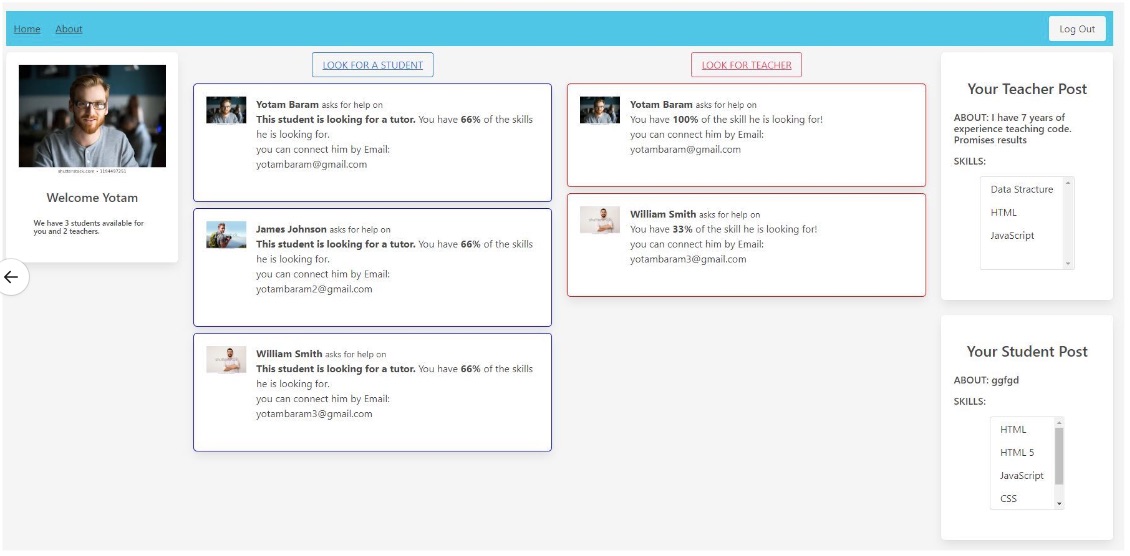 Home About Log Out
shutterstock.com • 1194497251
Welcome Yotam
We have 3 students available for
you and 2 teachers.
LOOK FOR A STUDENT
Yotam Baram asks for help on
This student is looking for a tutor. You have 66% of the skills
he is looking for.
you can connect him by Email:
yotambaram@gmail.com
James Johnson asks for help on
This student is looking for a tutor. You have 66% of the skills
he is looking for.
you can connect him by Email:
yotambaram2@gmail.com
William Smith asks for help on
This student is looking for a tutor. You have 66% of the skills
he is looking for.
you can connect him by Email:
yotambaram3@gmail.com
LOOK FOR TEACHER
Yotam Baram asks for help on
You have 100% of the skill he is looking for!
you can connect him by Email:
yotambaram@gmail.com
William Smith asks for help on
You have 33% of the skill he is looking for!
you can connect him by Email:
yotambaram3@gmail.com
Your Teacher Post
ABOUT: I have 7 years of
experience teaching code.
Promises results
SKILLS:
Data Stracture
HTML
JavaScript
Your Student Post
ABOUT: ggfgd
SKILLS:
HTML
HTML 5
JavaScript
CSS